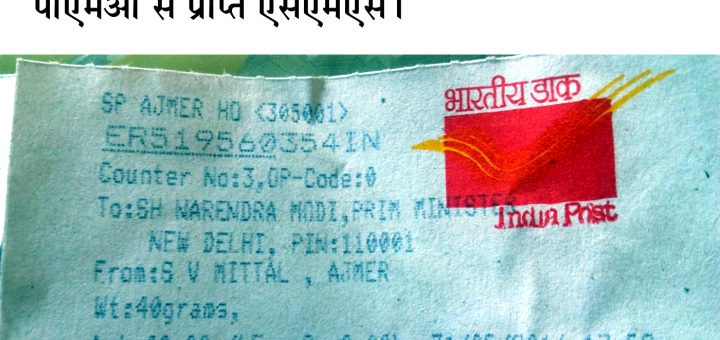 पीएमओ से प्राप्त एसएमएस।
भारतीय डाक
India Post
SP AJMER HO <305001>
ER519560354IN
Counter No:3,OP-Code:0
To:SH NARENDRA MODI,PRIM MINISTER
NEW DELHI, PIN:110001
From:S V MITTAL , AJMER
Wt:40grams,